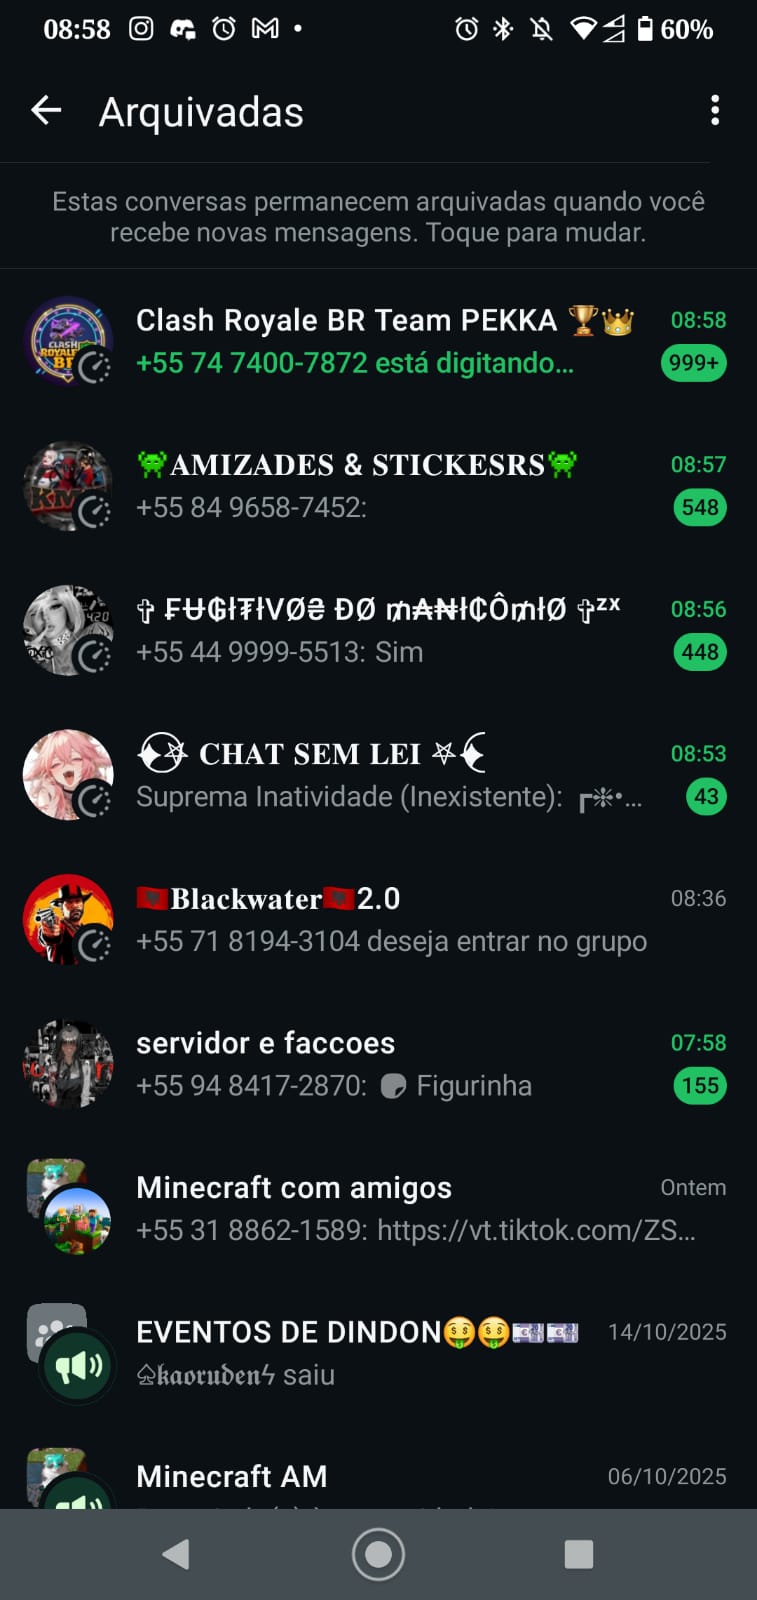 08:58 60%
Arquivadas
Estas conversas permanecem arquivadas quando você
recebe novas mensagens. Toque para mudar.
Clash Royale BR Team PEKKA 🏆👑 08:58
+55 74 7400-7872 está digitando... 999+
👾𝐀𝐌𝐈𝐙𝐀𝐃𝐄𝐒 & 𝐒𝐓𝐈𝐂𝐊𝐄𝐒𝐑𝐒👾 08:57
+55 84 9658-7452: 548
✞ ₣Ʉ₲ł₮łVØ₴ ĐØ ₥₳₦ł₵Ô₥łØ ✞ᶻˣ 08:56
+55 44 9999-5513: Sim 448
𝐂𝐇𝐀𝐓 𝐒𝐄𝐌 𝐋𝐄𝐈 ⛧ 08:53
Suprema Inatividade (Inexistente): ┏❉•... 43
🇦🇱𝐁𝐥𝐚𝐜𝐤𝐰𝐚𝐭𝐞𝐫🇦🇱2.0 08:36
+55 71 8194-3104 deseja entrar no grupo
servidor e faccoes 07:58
+55 94 8417-2870: Figurinha 155
Minecraft com amigos Ontem
+55 31 8862-1589: https://vt.tiktok.com/ZS...
EVENTOS DE DINDON🤑🤑💶💶 14/10/2025
♤𝖐𝖆𝖔𝖗𝖚𝖉𝖊𝖓ϟ saiu
Minecraft AM 06/10/2025